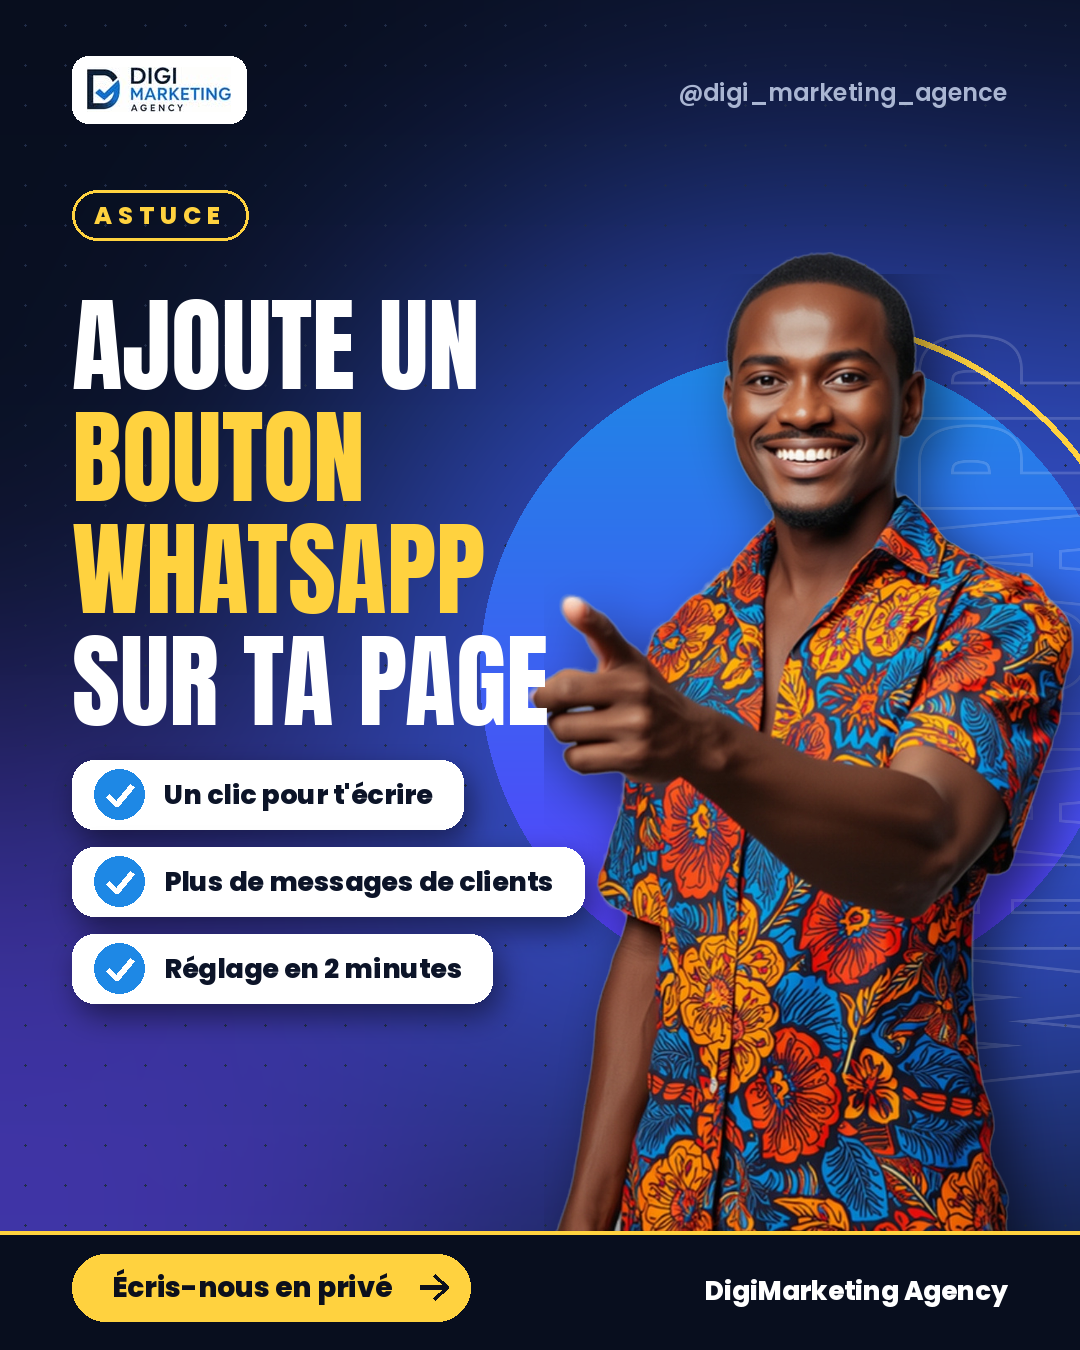 DIGI
MARKETING
AGENCY
@digi_marketing_agence
ASTUCE
AJOUTE UN
BOUTON
WHATSAPP
SUR TA PAGE
WHATSAPP
Un clic pour t'écrire
Plus de messages de clients
Réglage en 2 minutes
Écris-nous en privé
DigiMarketing Agency